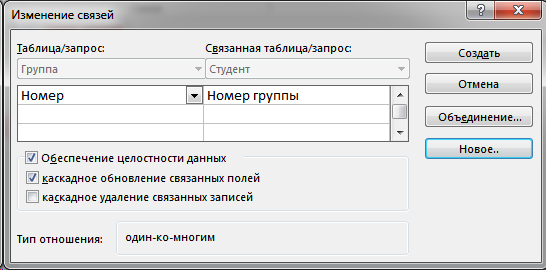 Изменение связей
Таблица/запрос: Связанная таблица/запрос:
Группа Студент
Номер Номер группы
Обеспечение целостности данных
каскадное обновление связанных полей
каскадное удаление связанных записей
Тип отношения: один-ко-многим
Создать
Отмена
Объединение...
Новое..